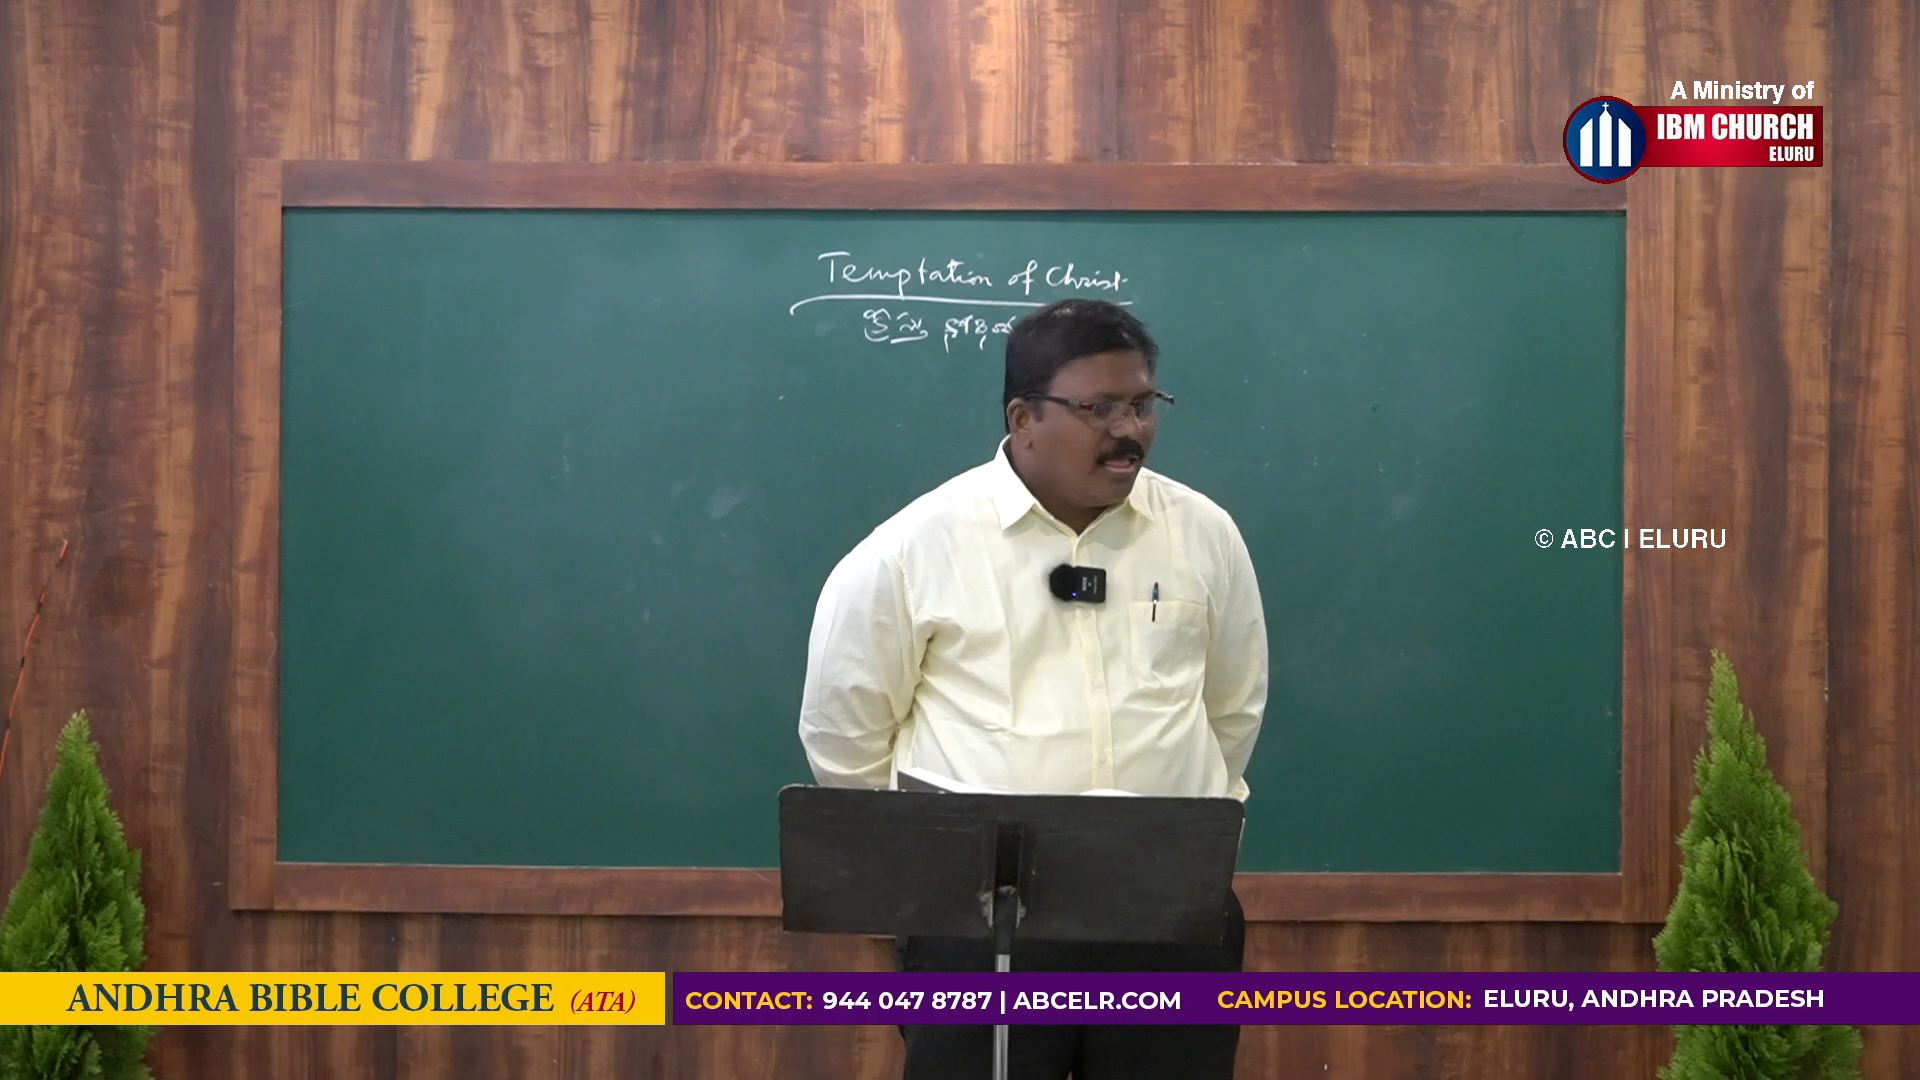 A Ministry of
IBM CHURCH
ELURU
Temptation of Christ
క్రీస్తు
© ABC | ELURU
ANDHRA BIBLE COLLEGE (ATA)
CONTACT: 944 047 8787 | ABCELR.COM
CAMPUS LOCATION: ELURU, ANDHRA PRADESH